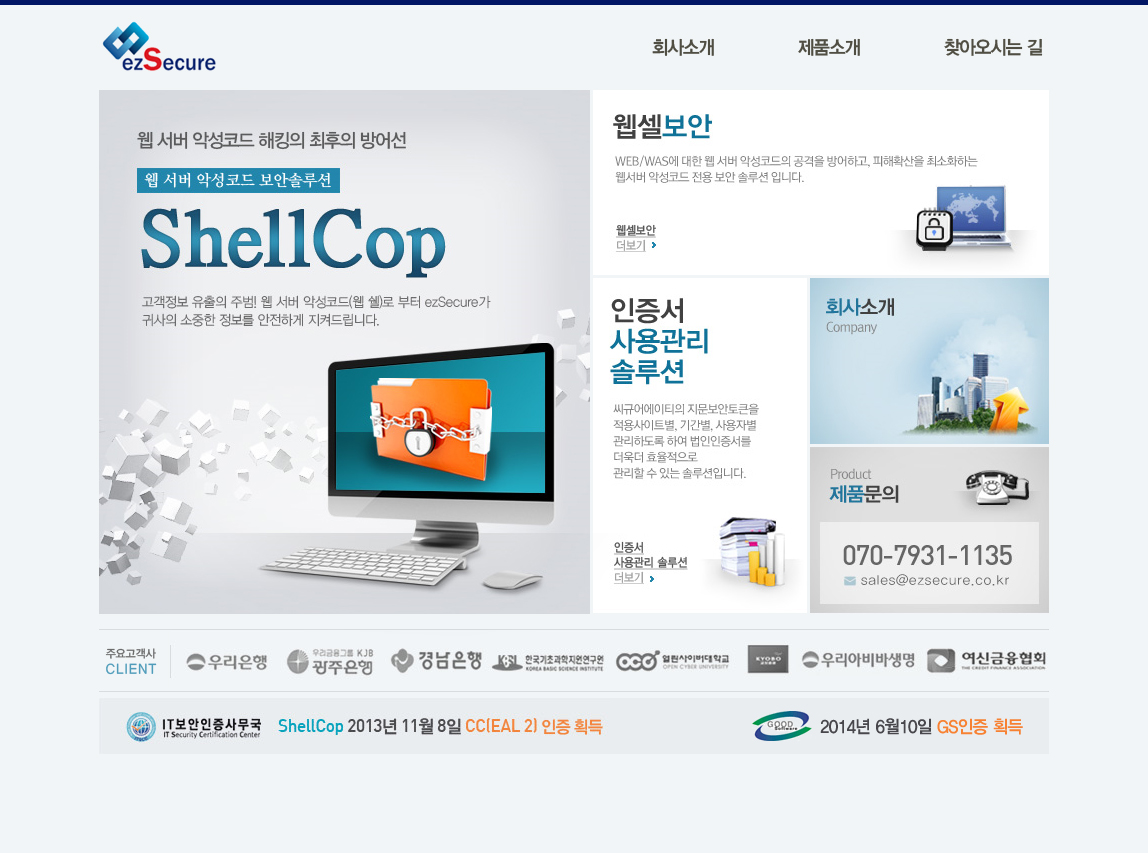 ezSecure
회사소개
제품소개
찾아오시는 길
웹 서버 악성코드 해킹의 최후의 방어선
웹 서버 악성코드 보안솔루션
ShellCop
고객정보 유출의 주범! 웹 서버 악성코드(웹 쉘)로 부터 ezSecure가
귀사의 소중한 정보를 안전하게 지켜드립니다.
웹셀보안
WEB/WAS에 대한 웹 서버 악성코드의 공격을 방어하고, 피해확산을 최소화하는
웹서버 악성코드 전용 보안 솔루션 입니다.
웹셀보안
더보기
인증서
사용관리
솔루션
씨큐어에이티의 지문보안토큰을
적용사이트별, 기간별, 사용자별
관리하도록 하여 법인인증서를
더욱더 효율적으로
관리할 수 있는 솔루션입니다.
인증서
사용관리 솔루션
더보기
회사소개
Company
Product
제품문의
070-7931-1135
sales@ezsecure.co.kr
주요고객사
CLIENT
우리은행
우리금융그룹 KJB
광주은행
경남은행
KBSI
한국기초과학지원연구원
KOREA BASIC SCIENCE INSTITUTE
OCU
열린사이버대학교
OPEN CYBER UNIVERSITY
KYOBO
우리아비바생명
여신금융협회
THE CREDIT FINANCE ASSOCIATION
IT보안인증사무국
IT Security Certification Center
ShellCop 2013년 11월 8일 CC(EAL 2) 인증 획득
GOOD
Software
2014년 6월10일 GS인증 획득